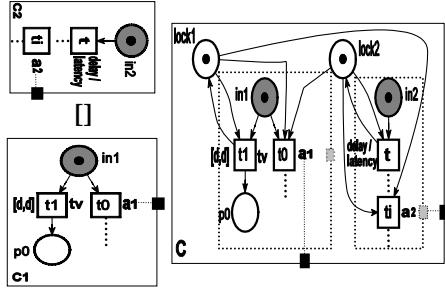 C2
ti
t
a2
delay /
latency
in2
[]
in1
[d,d]
t1
tv
t0
a1
p0
C1
lock1
lock2
in1
in2
[d,d]
t1
tv
t0
a1
delay /
latency
t
p0
ti
a2
C